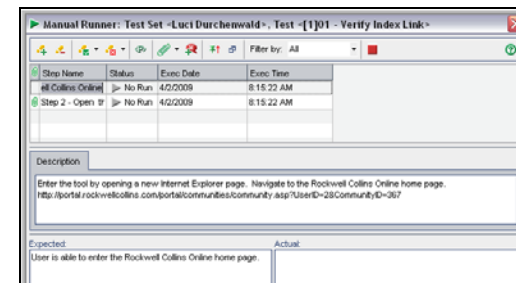 Manual Runner: Test Set <Luci Durchenwald>, Test <[1]01 - Verify Index Link>
Filter by: All
Step Name Status Exec Date Exec Time
ell Collins Online No Run 4/2/2009 8:15:22 AM
Step 2 - Open tr No Run 4/2/2009 8:15:22 AM
Description
Enter the tool by opening a new Internet Explorer page. Navigate to the Rockwell Collins Online home page.
http://portal.rockwellcollins.com/portal/communities/community.asp?UserID=2&CommunityID=367
Expected: Actual:
User is able to enter the Rockwell Collins Online home page.